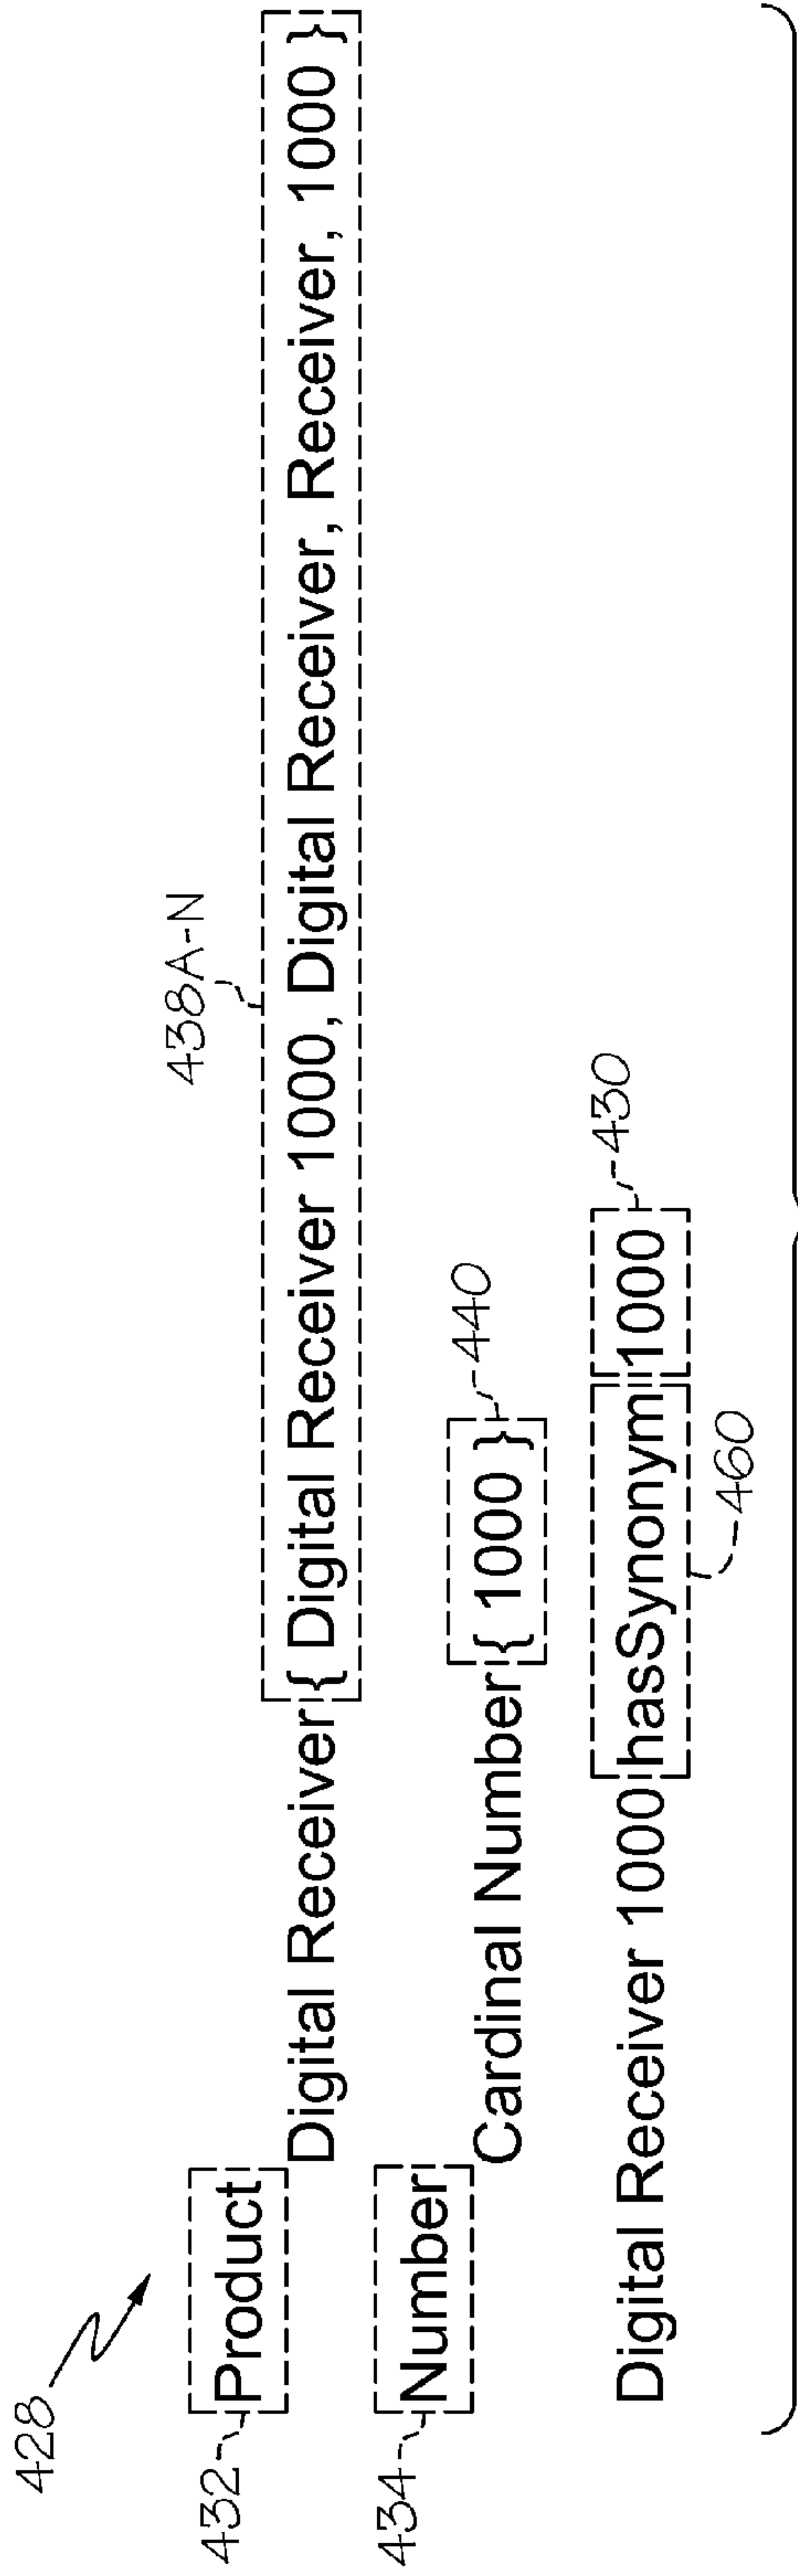 428
438A-N
432 Product
Digital Receiver { Digital Receiver 1000, Digital Receiver, Receiver, 1000 }
434 Number
440
Cardinal Number { 1000 }
430
Digital Receiver 1000 hasSynonym 1000
460